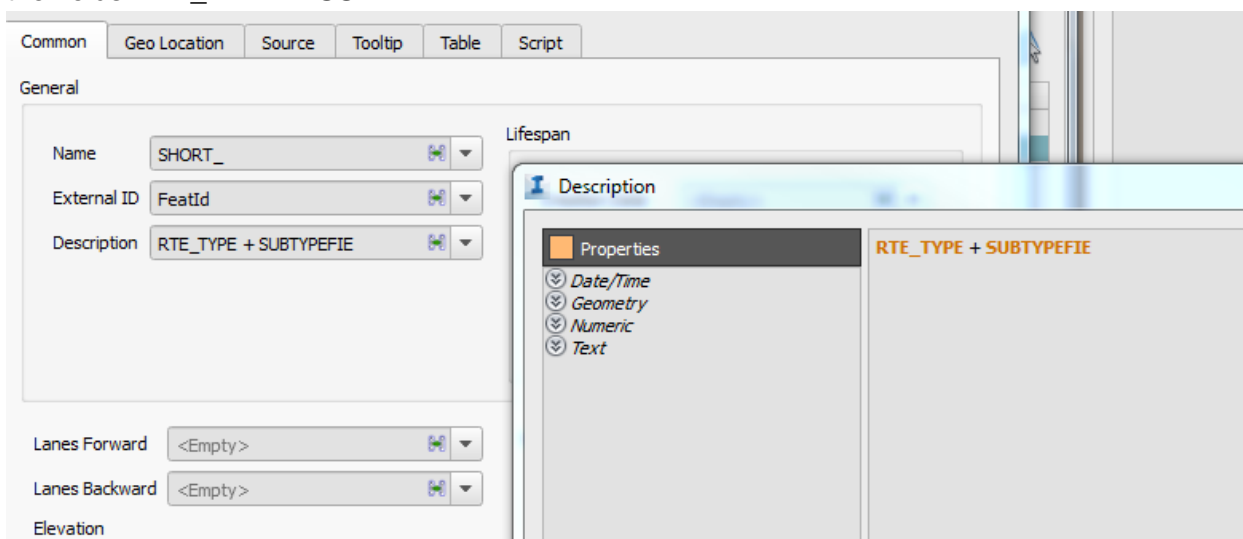 Common Geo Location Source Tooltip Table Script
General
Lifespan
Name SHORT_
External ID FeatId
Description RTE_TYPE + SUBTYPEFIE
Description
Properties
Date/Time
Geometry
Numeric
Text
RTE_TYPE + SUBTYPEFIE
Lanes Forward <Empty>
Lanes Backward <Empty>
Elevation